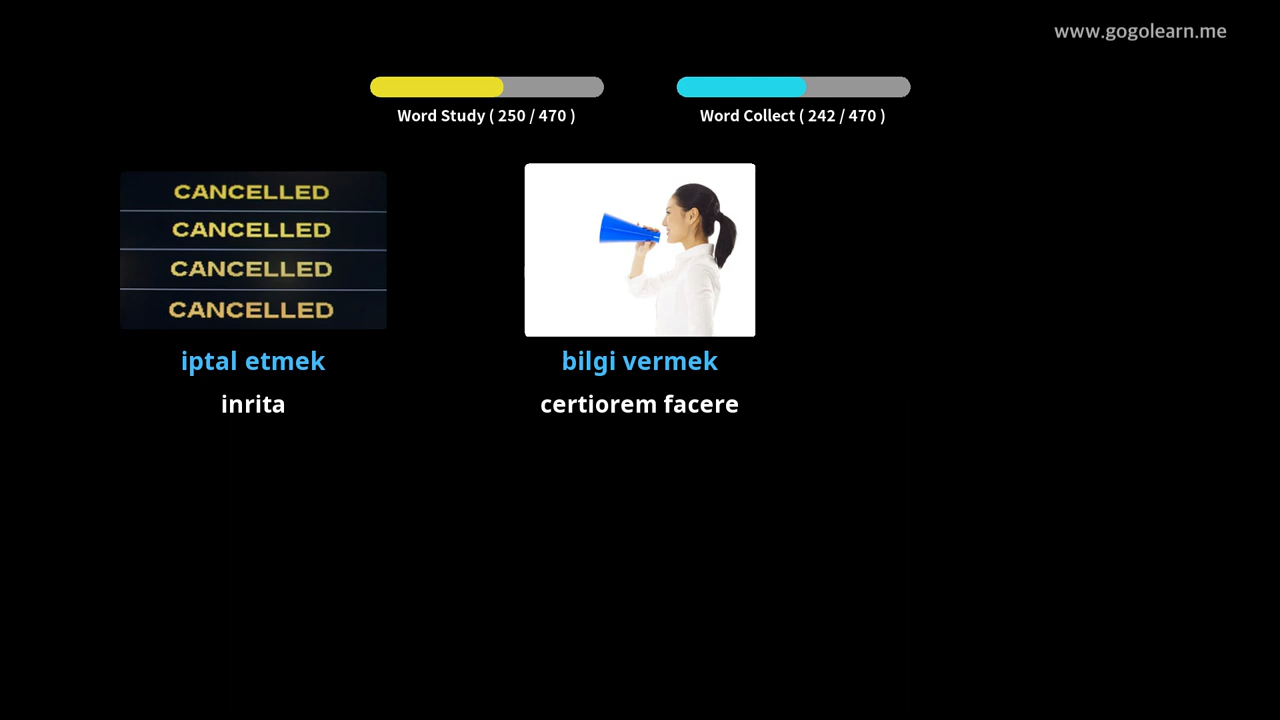 www.gogolearn.me
Word Study ( 250 / 470 )
Word Collect ( 242 / 470 )
CANCELLED
CANCELLED
CANCELLED
CANCELLED
iptal etmek
inrita
bilgi vermek
certiorem facere